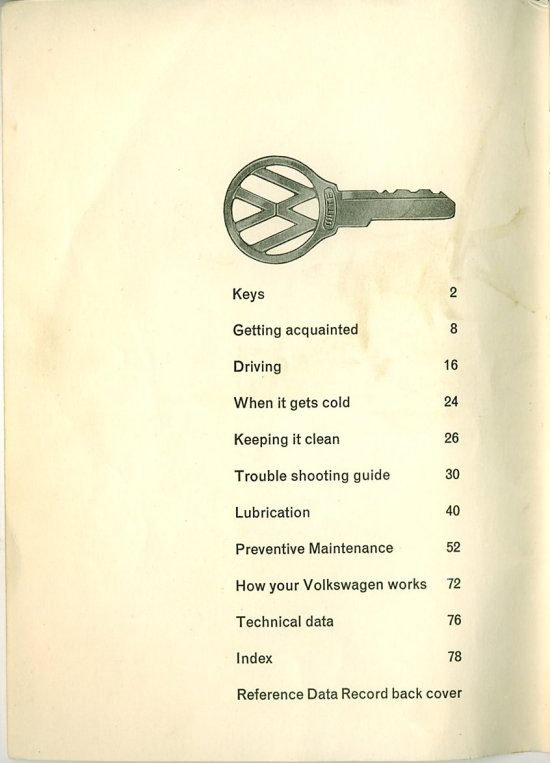 WITTE
Keys 2
Getting acquainted 8
Driving 16
When it gets cold 24
Keeping it clean 26
Trouble shooting guide 30
Lubrication 40
Preventive Maintenance 52
How your Volkswagen works 72
Technical data 76
Index 78
Reference Data Record back cover